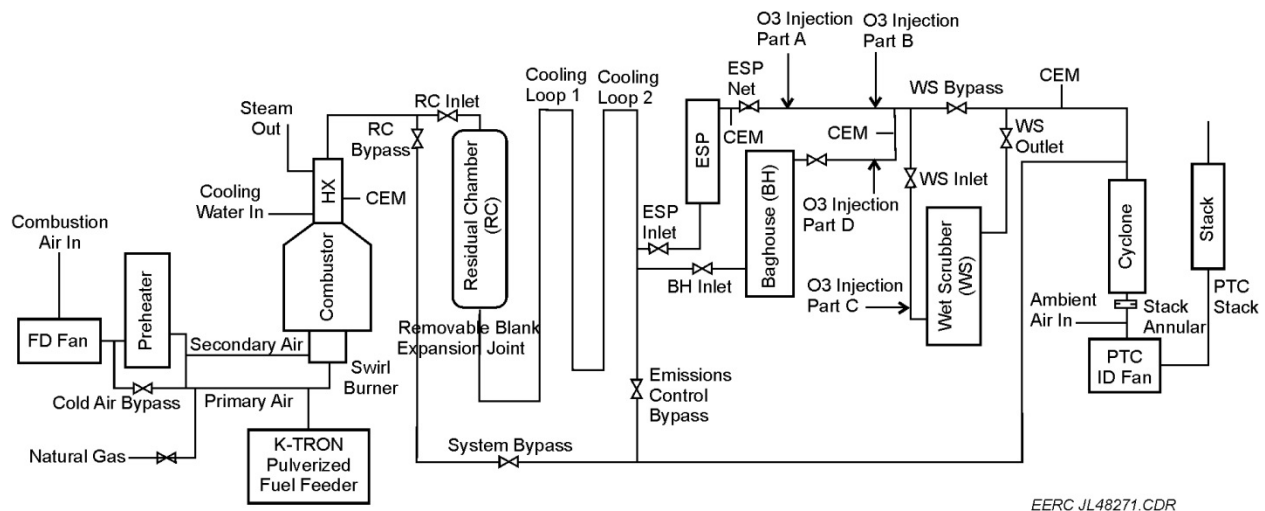 O3 Injection
Part A
O3 Injection
Part B
Cooling
Loop 1
Cooling
Loop 2
ESP
Net
WS Bypass
CEM
Steam
Out
RC Inlet
RC
Bypass
CEM
CEM
WS
Outlet
ESP
HX
Cooling
Water In
CEM
Residual Chamber
(RC)
Baghouse (BH)
WS Inlet
O3 Injection
Part D
Combustion
Air In
ESP
Inlet
BH Inlet
Cyclone
Stack
Preheater
Combustor
Wet Scrubber
(WS)
O3 Injection
Part C
Ambient
Air In
Stack
Annular
PTC
Stack
FD Fan
Secondary Air
Removable Blank
Expansion Joint
Swirl
Burner
PTC
ID Fan
Cold Air Bypass
Primary Air
Emissions
Control
Bypass
Natural Gas
K-TRON
Pulverized
Fuel Feeder
System Bypass
EERC JL48271.CDR